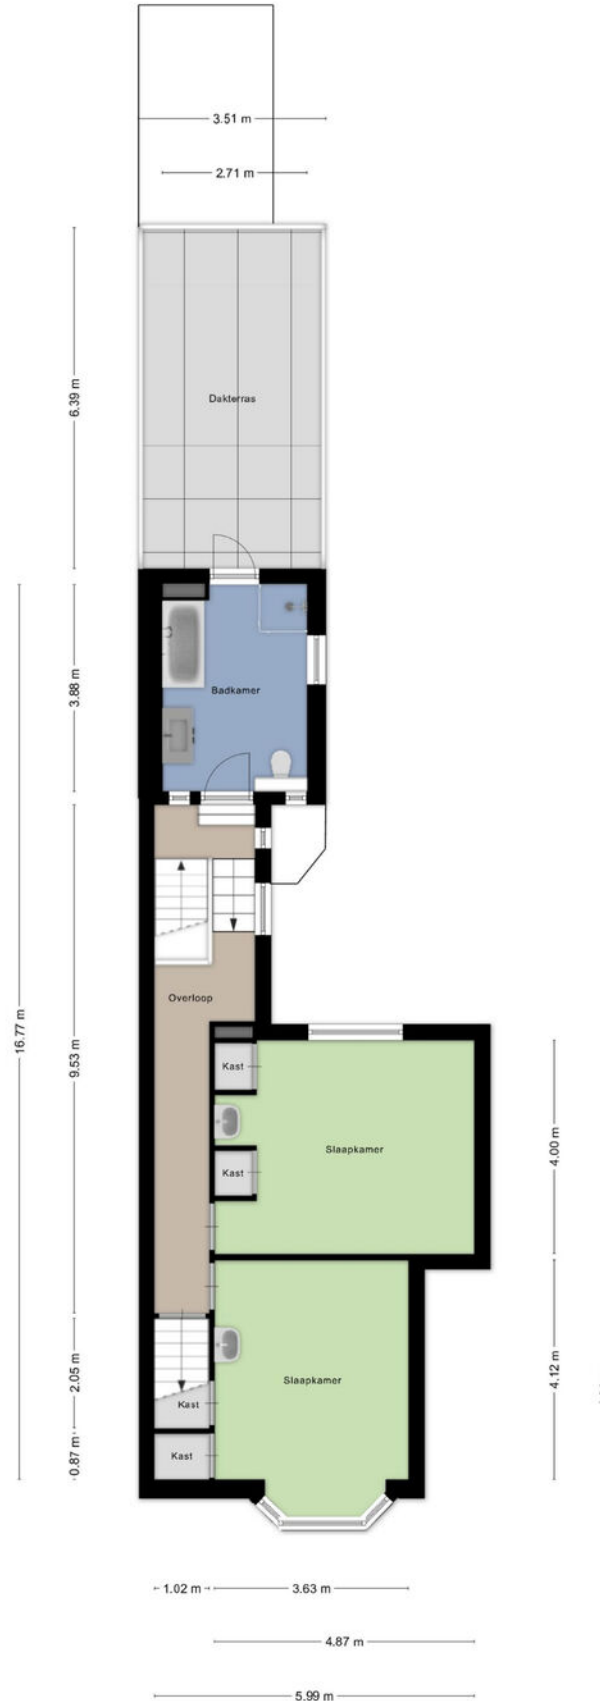 3.51 m
2.71 m
6.39 m
Dakterras
3.88 m
Badkamer
16.77 m
9.53 m
Overloop
Kast
4.00 m
Slaapkamer
Kast
2.05 m
4.12 m
Slaapkamer
Kast
0.87 m
Kast
1.02 m
3.63 m
4.87 m
5.99 m